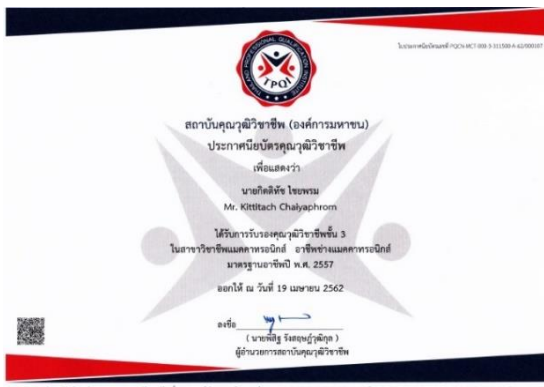 THAILAND PROFESSIONAL QUALIFICATION INSTITUTE
TPQI
สถาบันคุณวุฒิวิชาชีพ (องค์การมหาชน)
ประกาศนียบัตรคุณวุฒิวิชาชีพ
เพื่อแสดงว่า
นายกิตติทัช ไชยพรม
Mr. Kittitach Chaiyaphrom
ได้รับการรับรองคุณวุฒิวิชาชีพชั้น 3
ในสาขาวิชาชีพแมคคาทรอนิกส์ อาชีพช่างแมคคาทรอนิกส์
มาตรฐานอาชีพปี พ.ศ. 2557
ออกให้ ณ วันที่ 19 เมษายน 2562
ลงชื่อ
ผู้อำนวยการสถาบันคุณวุฒิวิชาชีพ